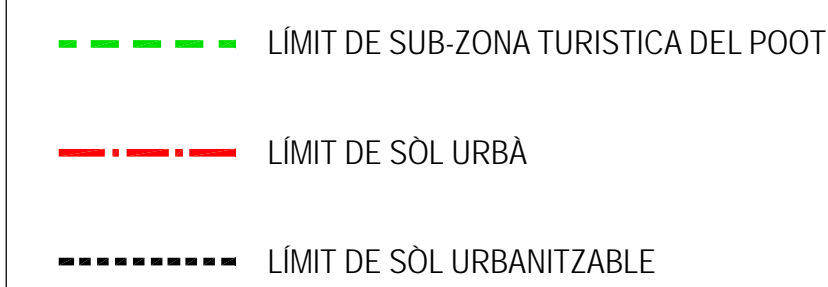 LÍMIT DE SUB-ZONA TURISTICA DEL POOT
LÍMIT DE SÒL URBÀ
LÍMIT DE SÒL URBANITZABLE